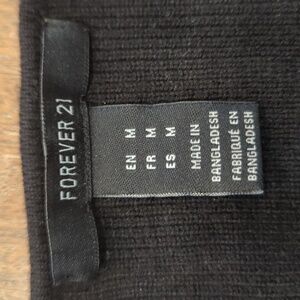 FOREVER 21
EN M
FR M
ES M
MADE IN
BANGLADESH
FABRIQUÉ EN
BANGLADESH